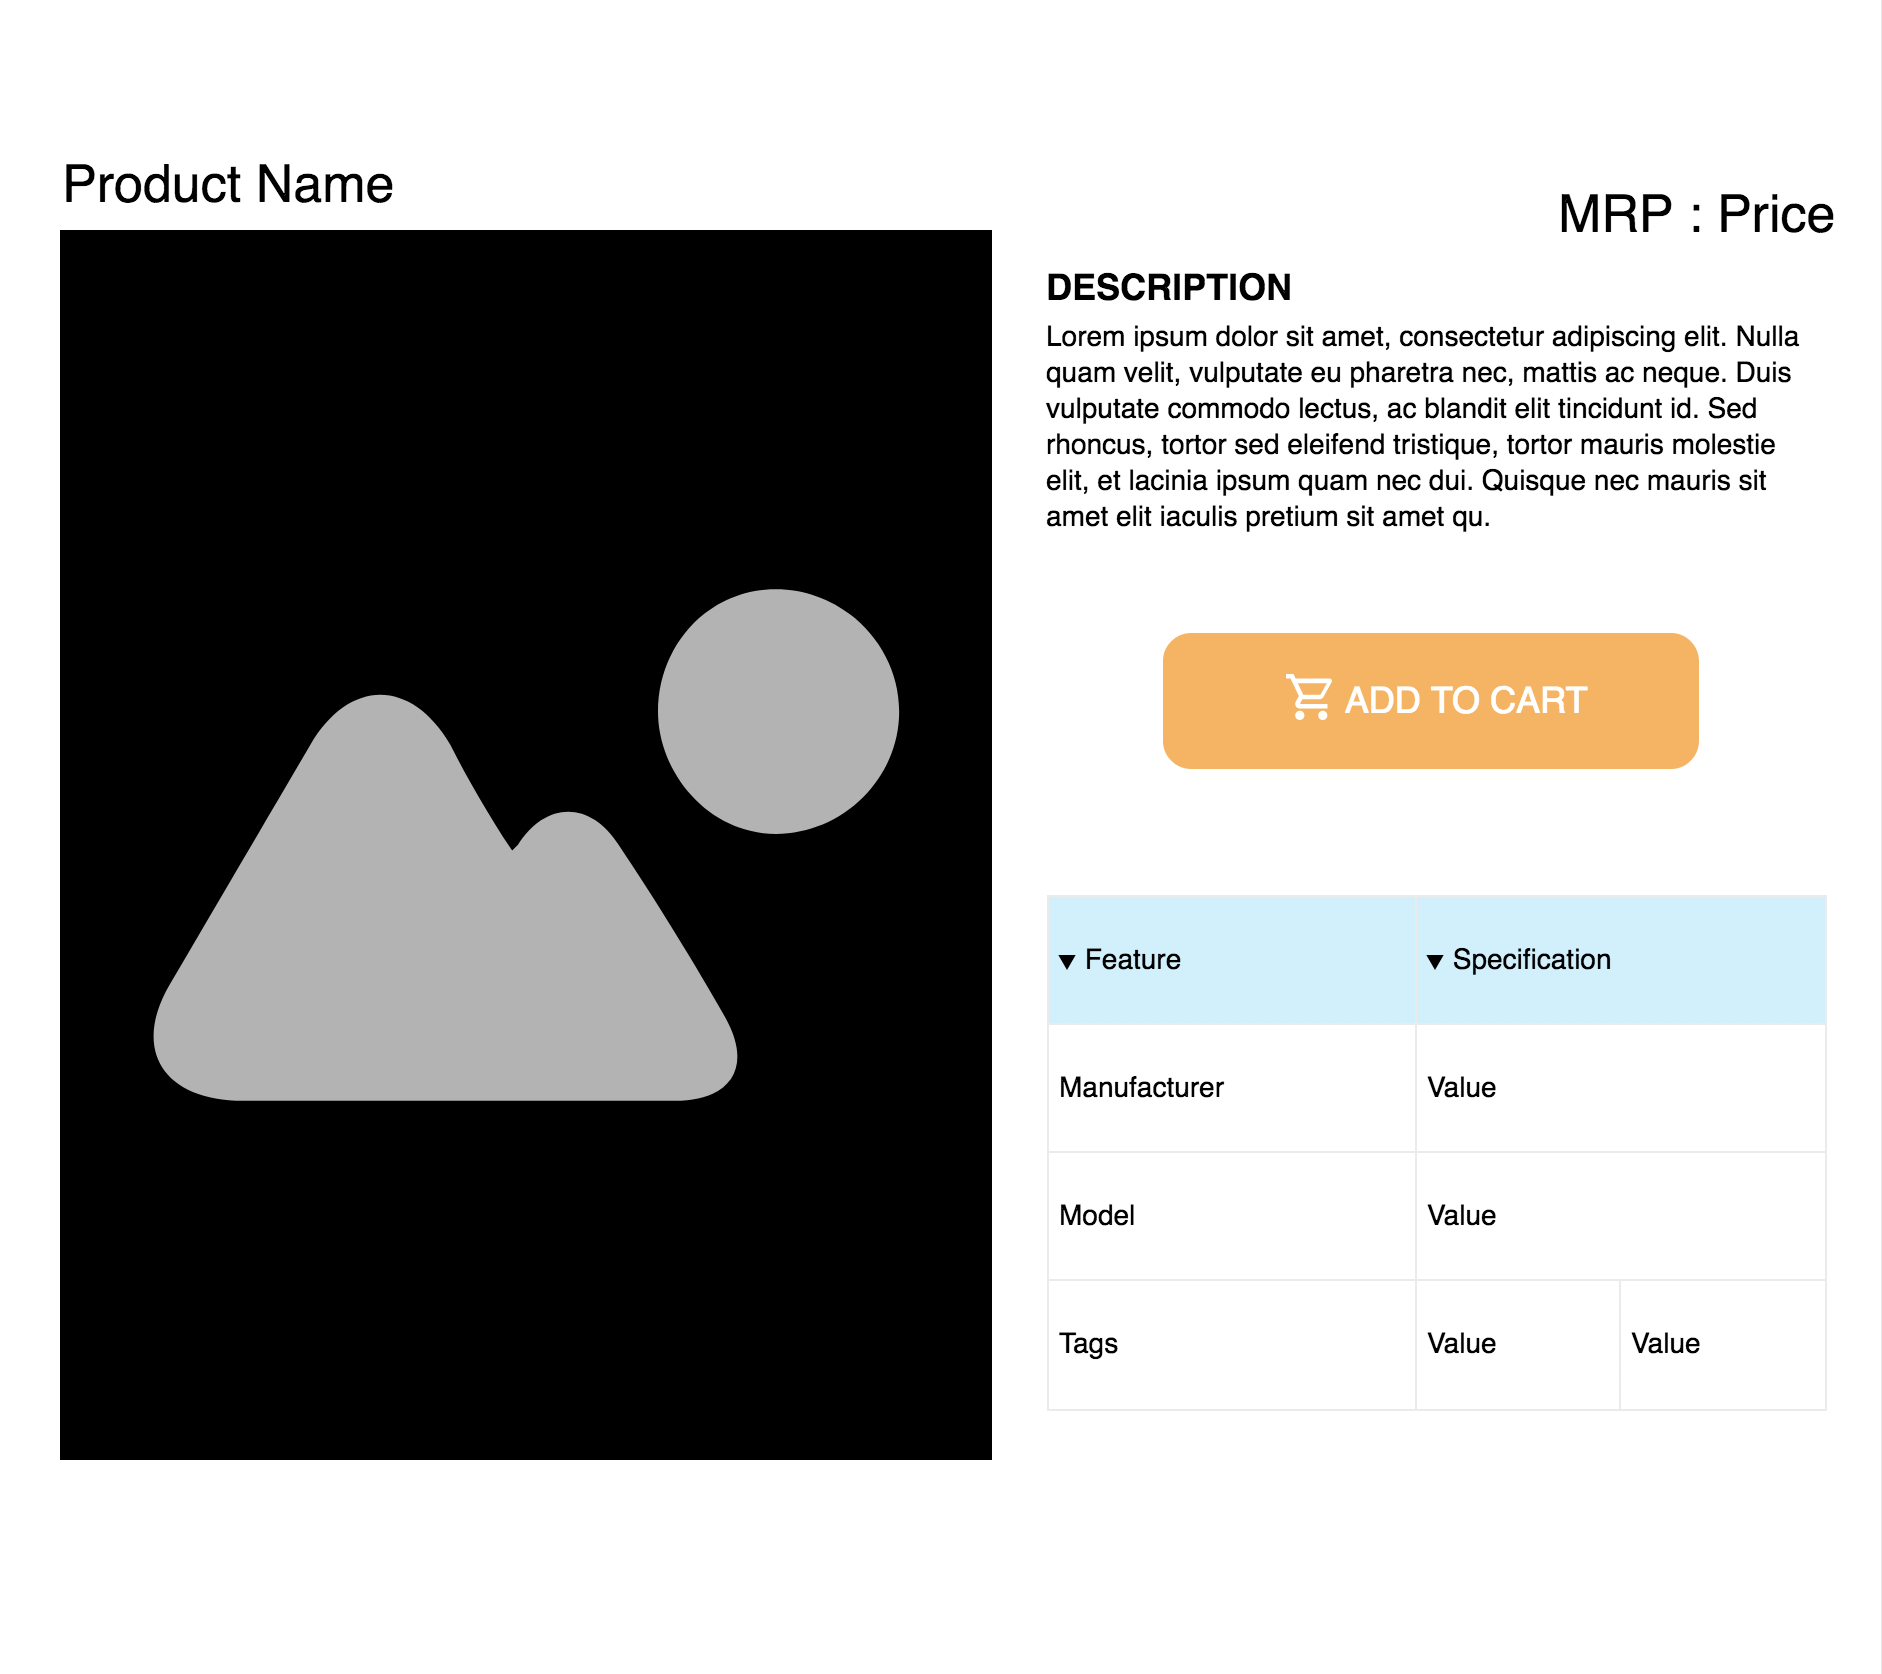 Product Name
MRP : Price
DESCRIPTION
Lorem ipsum dolor sit amet, consectetur adipiscing elit. Nulla
quam velit, vulputate eu pharetra nec, mattis ac neque. Duis
vulputate commodo lectus, ac blandit elit tincidunt id. Sed
rhoncus, tortor sed eleifend tristique, tortor mauris molestie
elit, et lacinia ipsum quam nec dui. Quisque nec mauris sit
amet elit iaculis pretium sit amet qu.
ADD TO CART
▼ Feature ▼ Specification
Manufacturer Value
Model Value
Tags Value Value